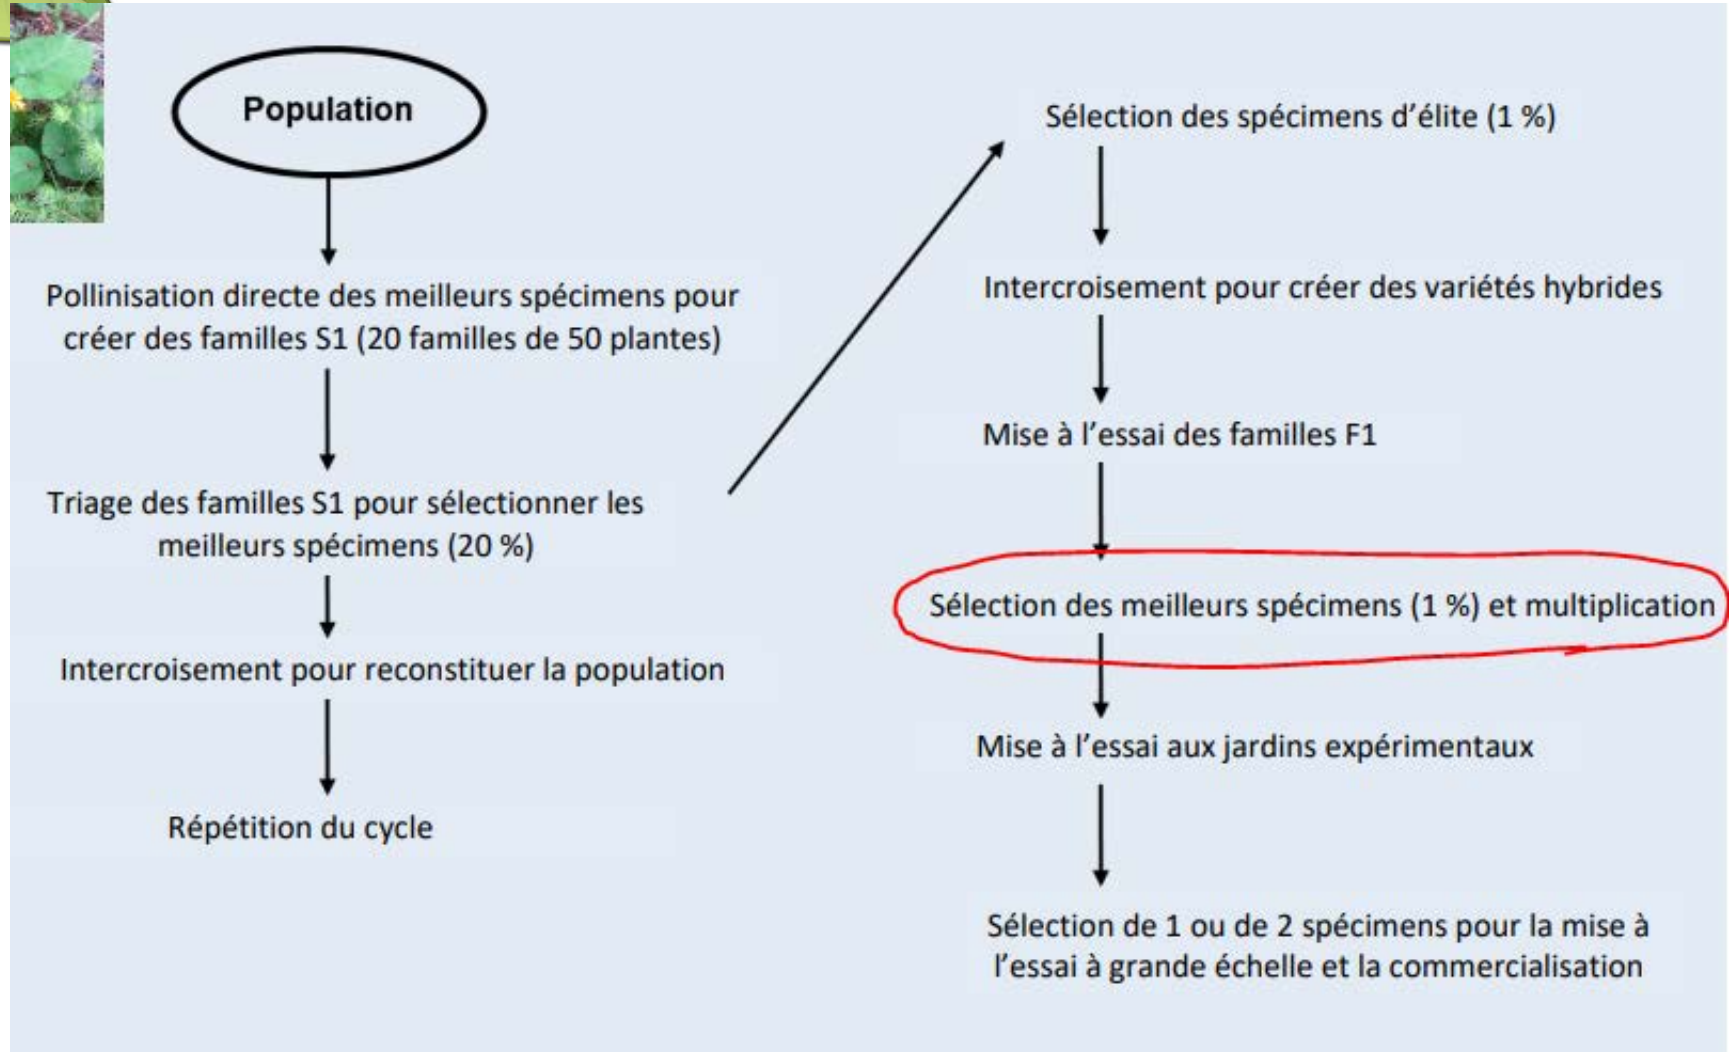 Population
Pollinisation directe des meilleurs spécimens pour
créer des familles S1 (20 familles de 50 plantes)
Triage des familles S1 pour sélectionner les
meilleurs spécimens (20 %)
Intercroisement pour reconstituer la population
Répétition du cycle
Sélection des spécimens d’élite (1 %)
Intercroisement pour créer des variétés hybrides
Mise à l’essai des familles F1
Sélection des meilleurs spécimens (1 %) et multiplication
Mise à l’essai aux jardins expérimentaux
Sélection de 1 ou de 2 spécimens pour la mise à
l’essai à grande échelle et la commercialisation